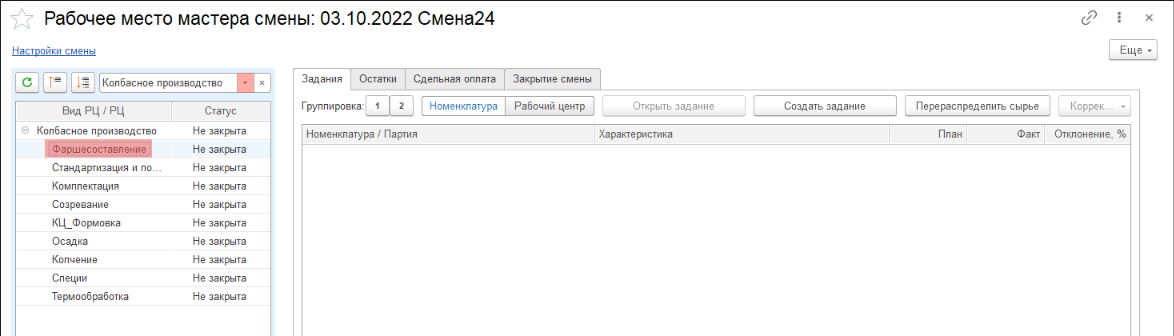 Рабочее место мастера смены: 03.10.2022 Смена24
Настройки смены
Еще
Колбасное производство
Задания Остатки Сдельная оплата Закрытие смены
Группировка: 1 2 Номенклатура Рабочий центр Открыть задание Создать задание Перераспределить сырье Коррек...
Вид РЦ / РЦ Статус
Номенклатура / Партия Характеристика План Факт Отклонение, %
Колбасное производство Не закрыта
Фаршесоставление Не закрыта
Стандартизация и по... Не закрыта
Комплектация Не закрыта
Созревание Не закрыта
КЦ_Формовка Не закрыта
Осадка Не закрыта
Копчение Не закрыта
Специи Не закрыта
Термообработка Не закрыта